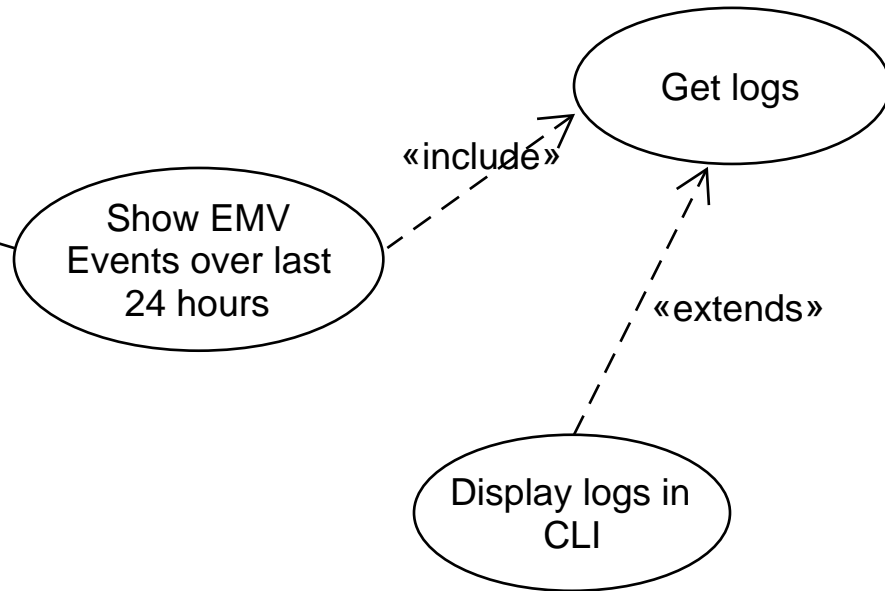 Get logs
«include»
Show EMV
Events over last
24 hours
«extends»
Display logs in
CLI